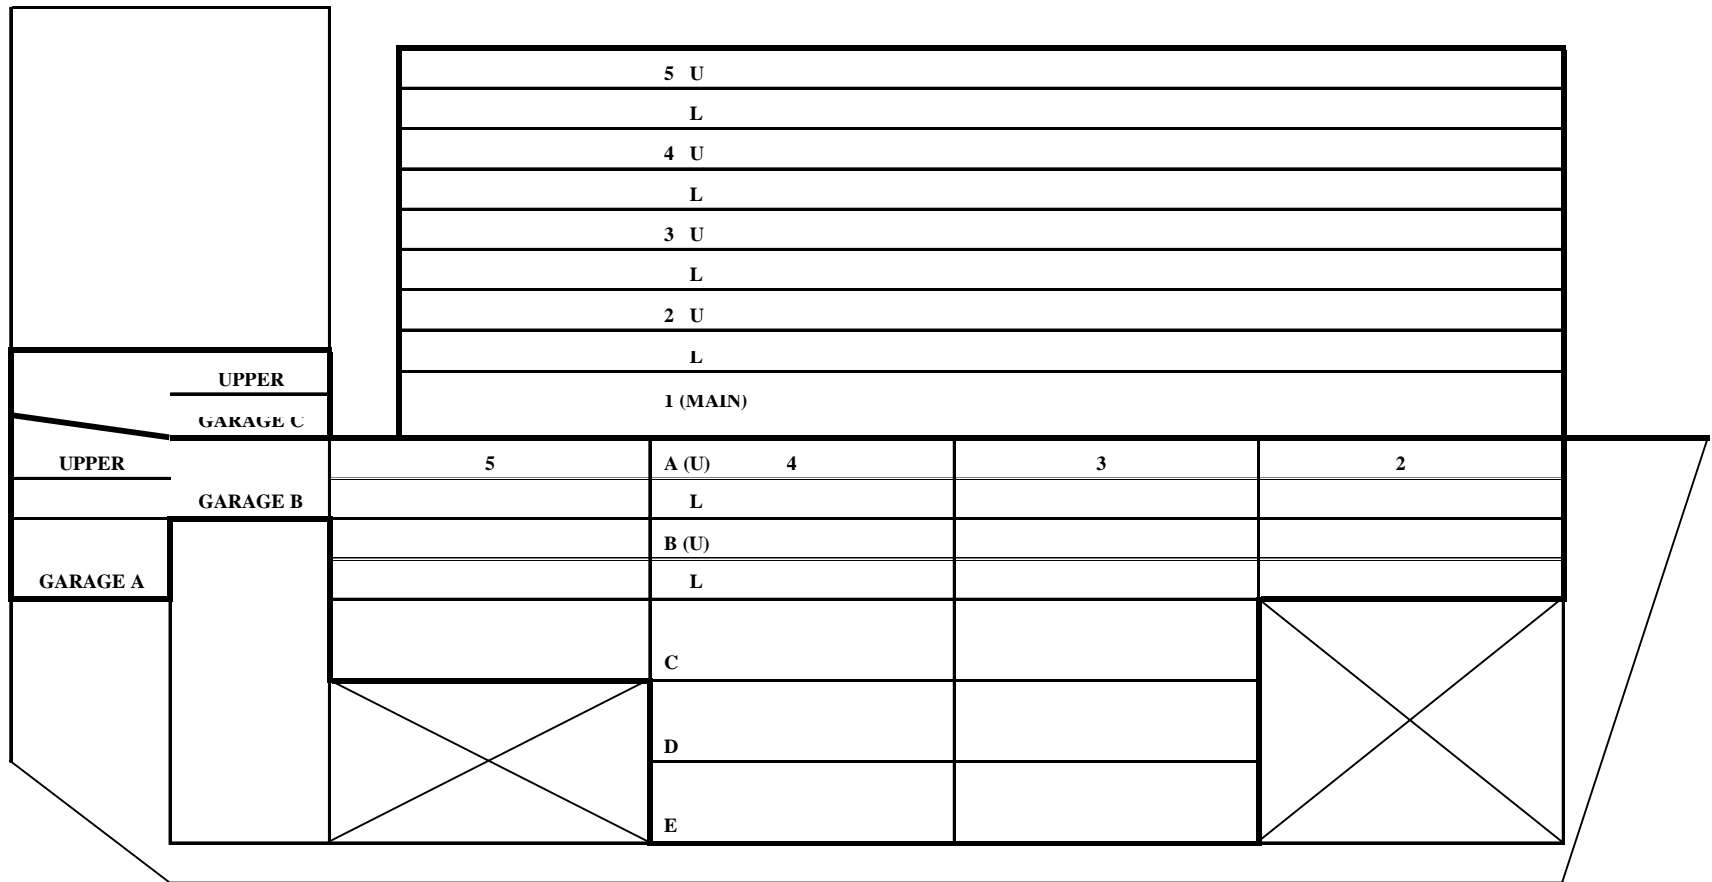 5 U
L
4 U
L
3 U
L
2 U
L
UPPER
1 (MAIN)
GARAGE C
UPPER 5 A (U) 4 3 2
GARAGE B L
B (U)
GARAGE A L
C
D
E